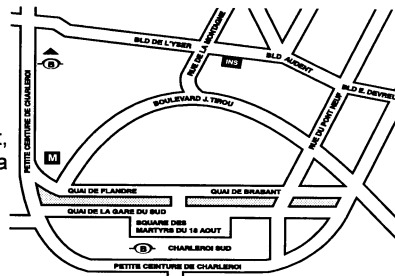 BLD DE L'YSER
RUE DE LA MONTAGNE
INS
BLD AUDENT
BLD E. DEVREU
B
PETITE CEINTURE DE CHARLEROI
BOULEVARD J. TIROU
RUE DU PONT NEUF
M
QUAI DE FLANDRE
QUAI DE BRABANT
QUAI DE LA GARE DU SUD
SQUARE DES
MARTYRS DU 18 AOUT
B CHARLEROI SUD
PETITE CEINTURE DE CHARLEROI
a